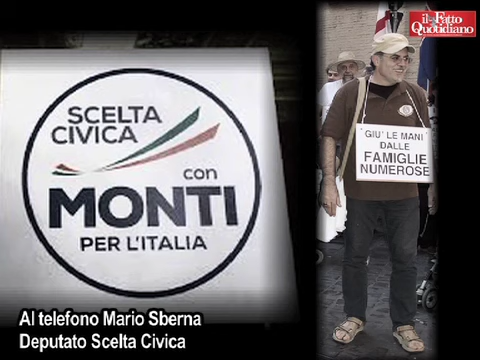 il Fatto
Quotidiano
SCELTA
CIVICA
con
MONTI
PER L'ITALIA
GIU' LE MANI
DALLE
FAMIGLIE
NUMEROSE
Al telefono Mario Sberna
Deputato Scelta Civica